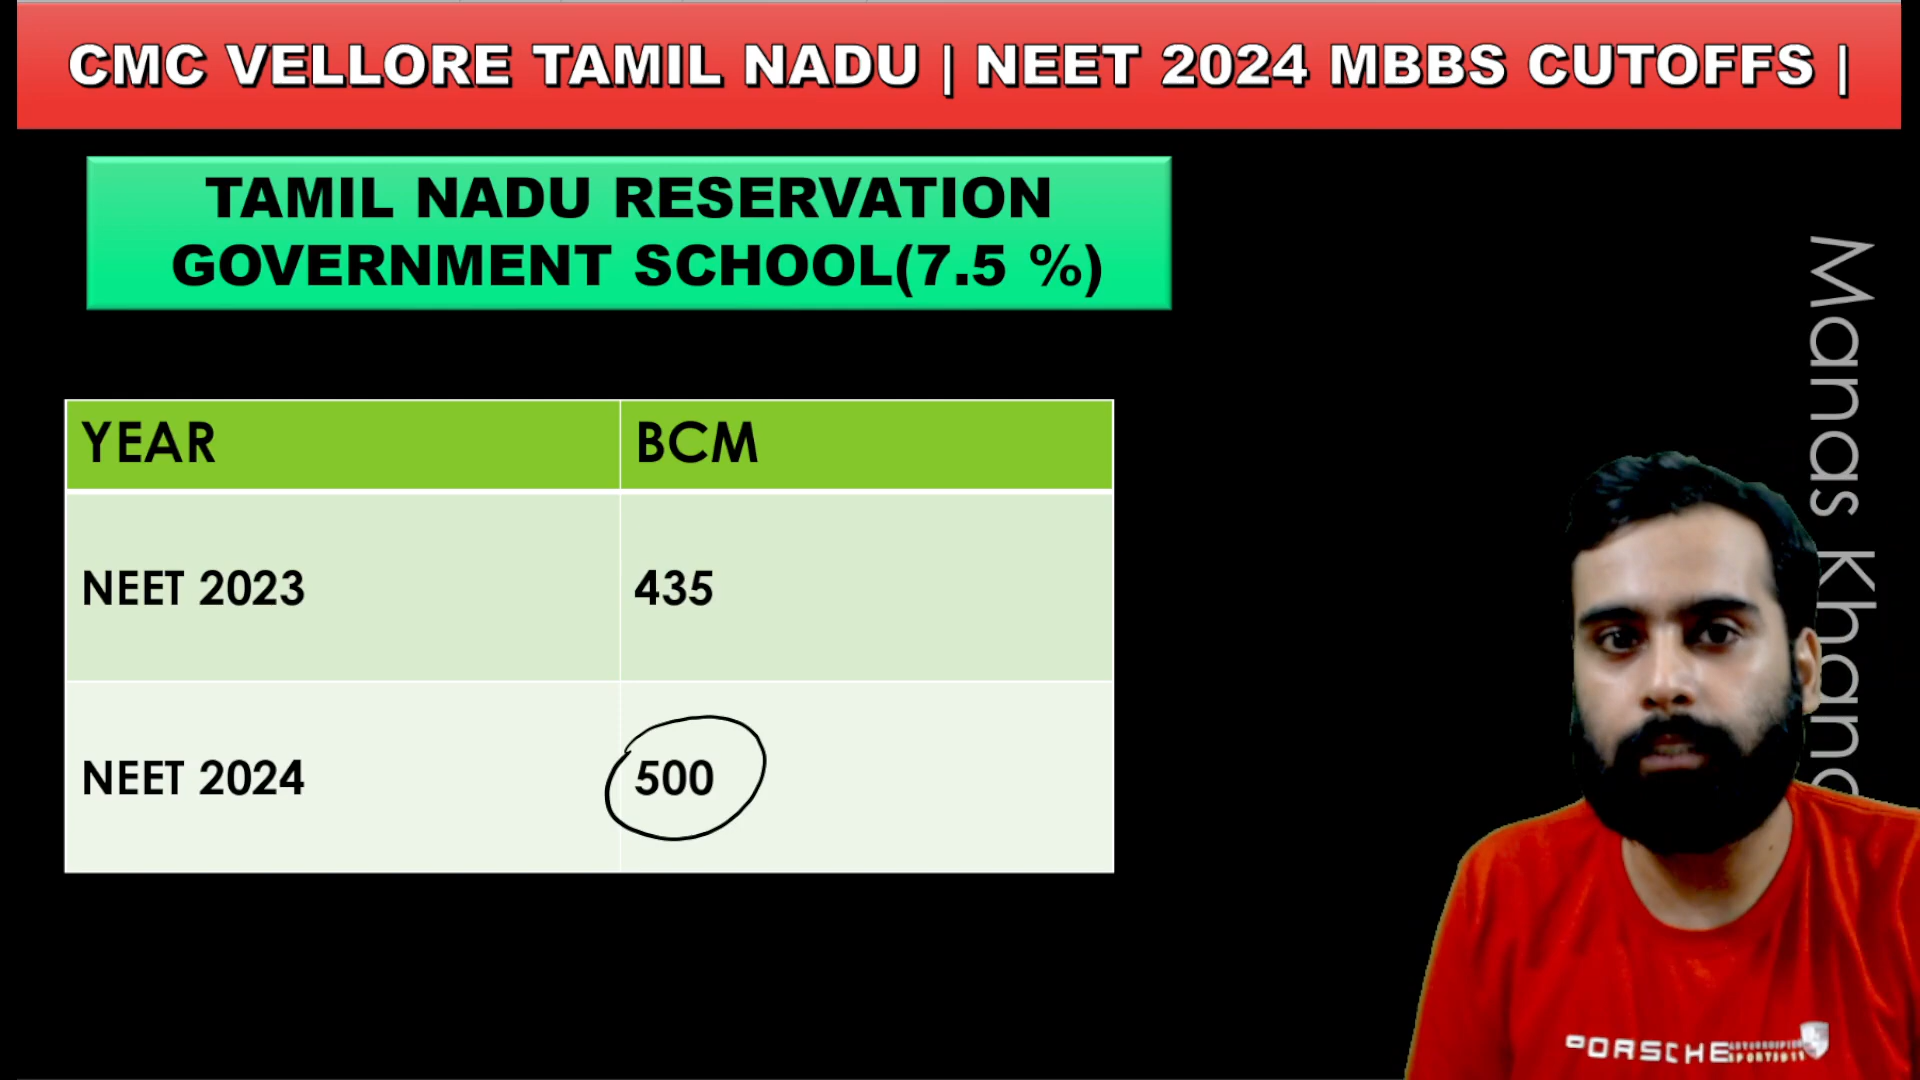 CMC VELLORE TAMIL NADU | NEET 2024 MBBS CUTOFFS |
TAMIL NADU RESERVATION
GOVERNMENT SCHOOL(7.5 %)
YEAR BCM
NEET 2023 435
NEET 2024 500
Manas
PORSCHE